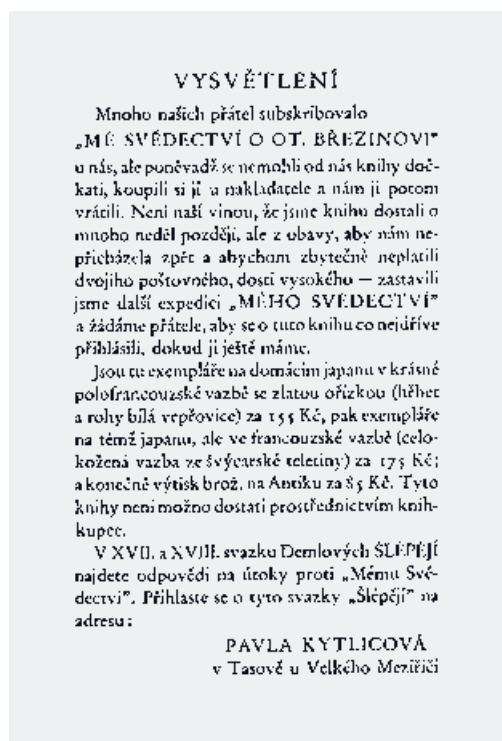 VYSVĚTLENÍ
Mnoho našich přátel subskribovalo
„MÉ SVĚDECTVÍ O OT. BŘEZINOVI”
u nás, ale poněvadž se nemohli od nás knihy doč-
kati, koupili si ji u nakladatele a nám ji potom
vrátili. Není naší vinou, že jsme knihu dostali o
mnoho neděl později, ale z obavy, aby nám ne-
přicházela zpět a abychom zbytečně neplatili
dvojího poštovného, dosti vysokého — zastavili
jsme další expedici „MÉHO SVĚDECTVÍ”
a žádáme přátele, aby se o tuto knihu co nejdříve
přihlásili, dokud ji ještě máme.
Jsou tu exempláře na domácím japanu v krásné
polofrancouzské vazbě se zlatou ořízkou (hřbet
a rohy bílá vepřovice) za 155 Kč, pak exempláře
na témž japanu, ale ve francouzské vazbě (celo-
kožená vazba ze švýcarské teletiny) za 175 Kč;
a konečně výtisk brož. na Antiku za 85 Kč. Tyto
knihy není možno dostati prostřednictvím knih-
kupec.
V XVII. a XVIII. svazku Demlových ŠLÉPĚJÍ
najdete odpovědi na útoky proti „Mému Své-
dectví”. Přihlaste se o tyto svazky „Šlépějí” na
adresu:
PAVLA KYTLICOVÁ
v Tasově u Velkého Meziříčí